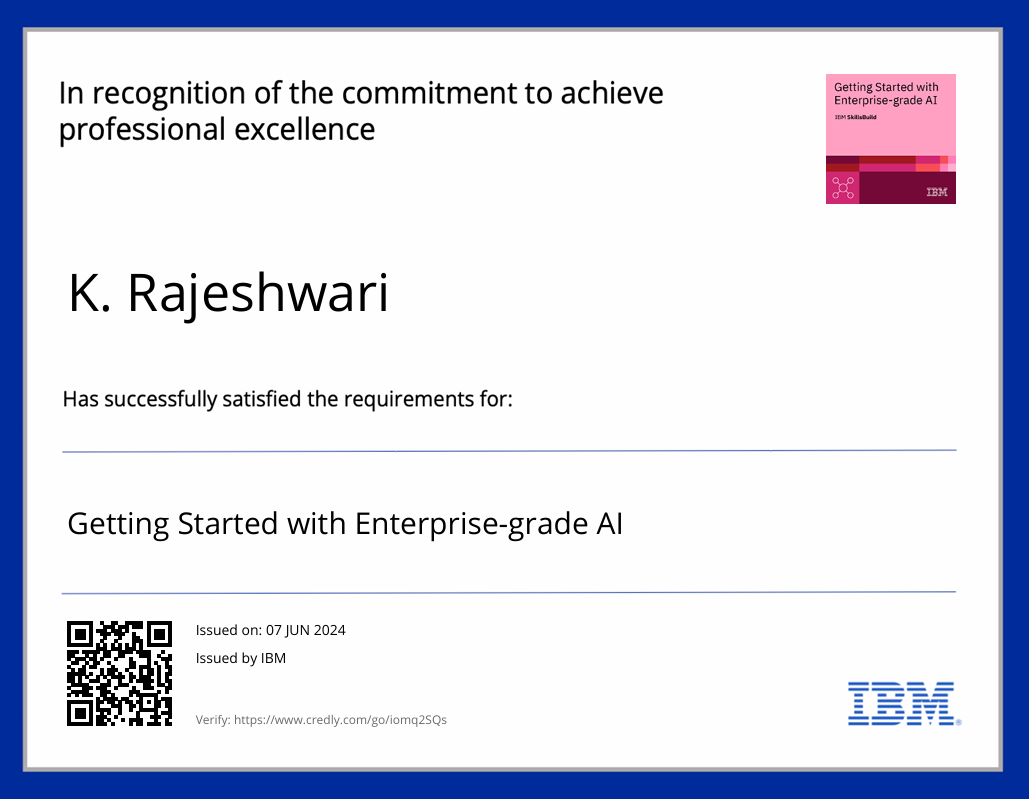 In recognition of the commitment to achieve
professional excellence
Getting Started with
Enterprise-grade AI
IBM SkillsBuild
IBM
K. Rajeshwari
Has successfully satisfied the requirements for:
Getting Started with Enterprise-grade AI
Issued on: 07 JUN 2024
Issued by IBM
Verify: https://www.credly.com/go/iomq2SQs
IBM®